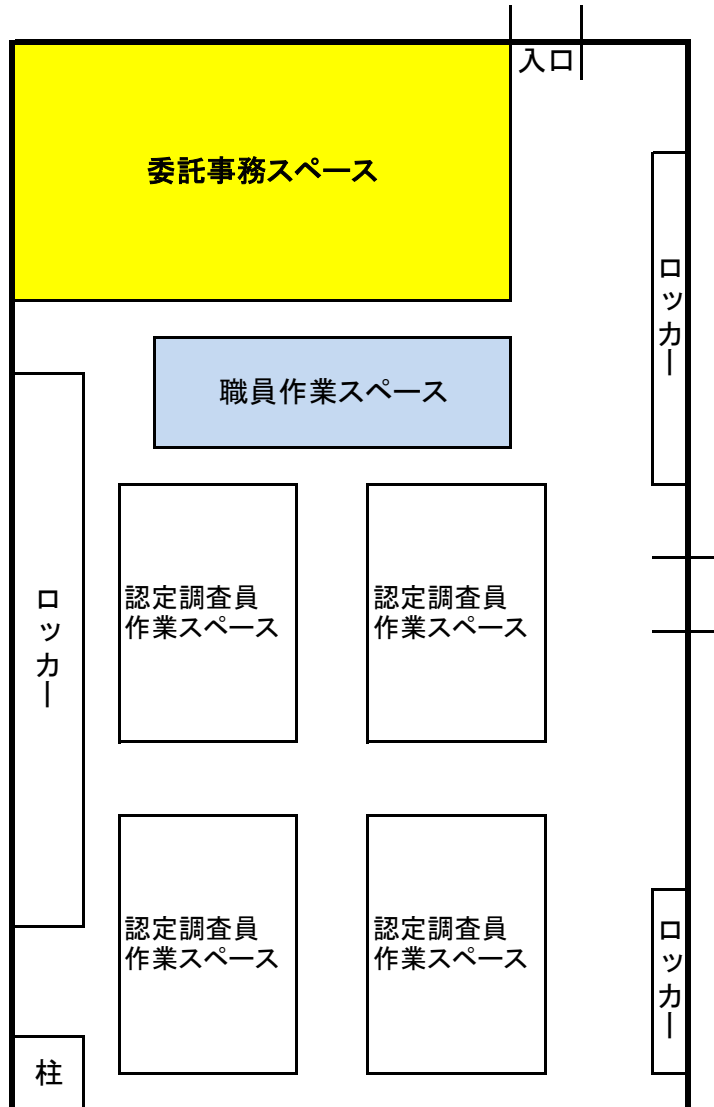 入口
委託事務スペース
ロッカー
職員作業スペース
ロッカー
認定調査員
作業スペース
認定調査員
作業スペース
認定調査員
作業スペース
認定調査員
作業スペース
ロッカー
柱